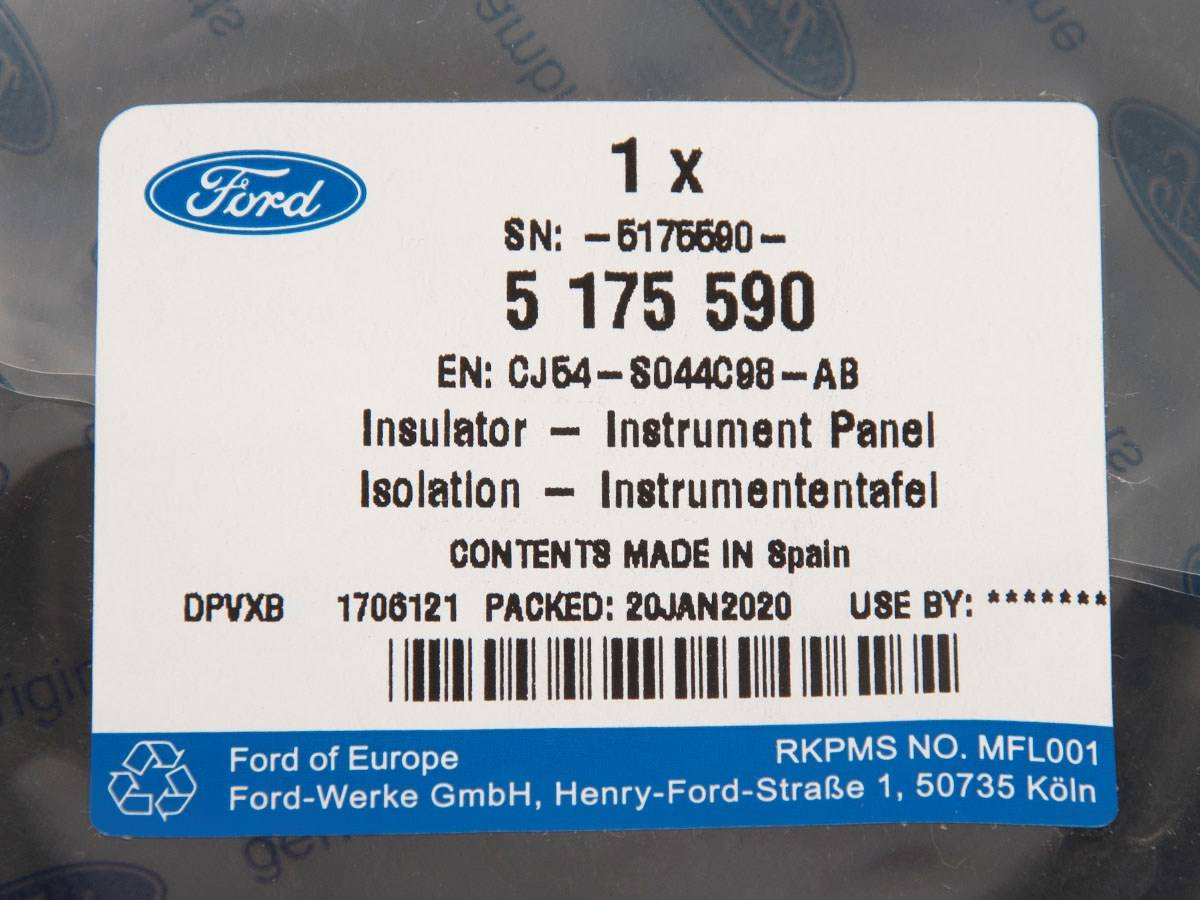 Ford
1 x
SN: -5175590-
5 175 590
EN: CJ54-S044C98-AB
Insulator - Instrument Panel
Isolation - Instrumententafel
CONTENTS MADE IN Spain
DPVXB 1706121 PACKED: 20JAN2020 USE BY: *******
Ford of Europe RKPMS NO. MFL001
Ford-Werke GmbH, Henry-Ford-Straße 1, 50735 Köln